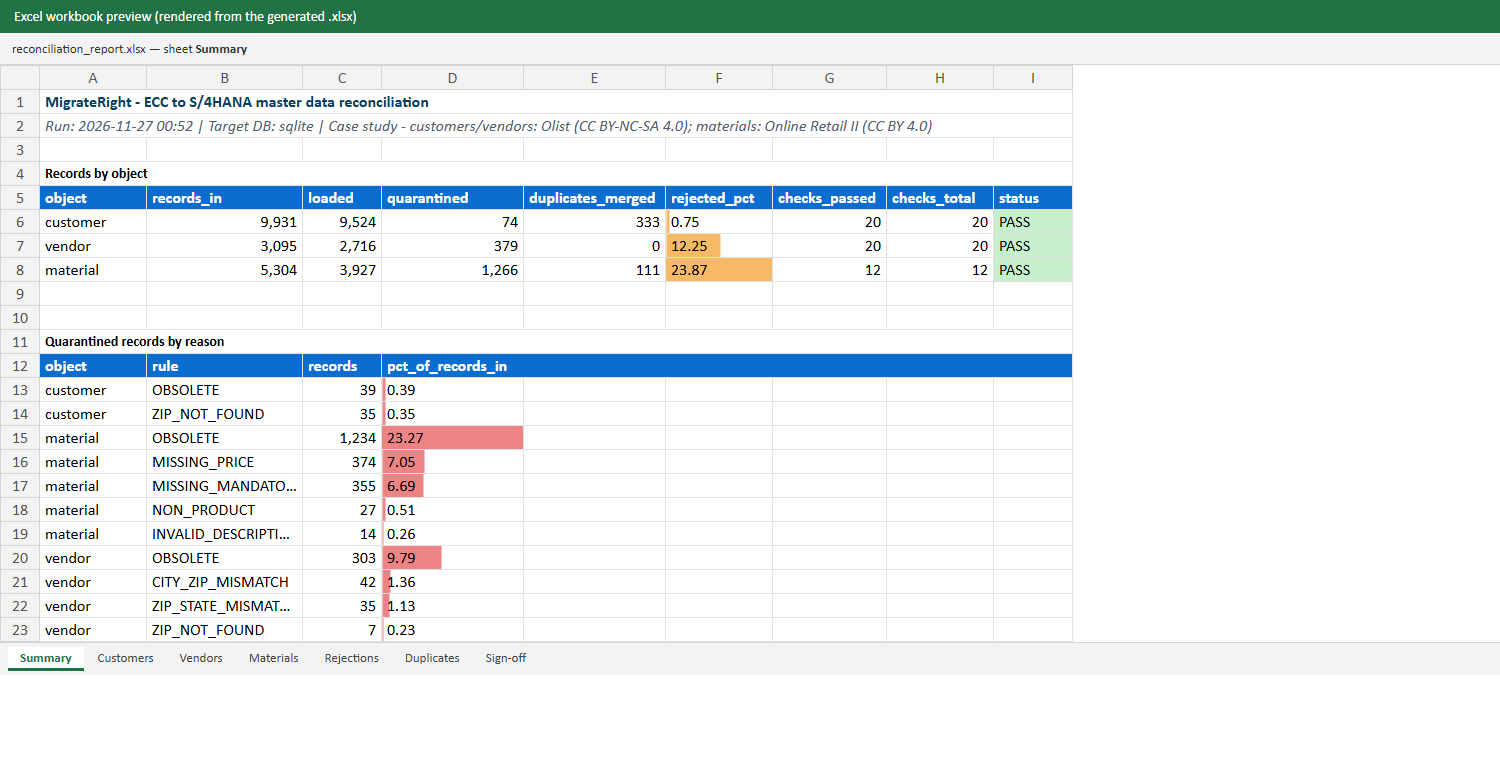 Excel workbook preview (rendered from the generated .xlsx)
reconciliation_report.xlsx — sheet Summary
A B C D E F G H I
1 MigrateRight - ECC to S/4HANA master data reconciliation
2 Run: 2026-11-27 00:52 | Target DB: sqlite | Case study - customers/vendors: Olist (CC BY-NC-SA 4.0); materials: Online Retail II (CC BY 4.0)
3
4 Records by object
5 object records_in loaded quarantined duplicates_merged rejected_pct checks_passed checks_total status
6 customer 9,931 9,524 74 333 0.75 20 20 PASS
7 vendor 3,095 2,716 379 0 12.25 20 20 PASS
8 material 5,304 3,927 1,266 111 23.87 12 12 PASS
9
10
11 Quarantined records by reason
12 object rule records pct_of_records_in
13 customer OBSOLETE 39 0.39
14 customer ZIP_NOT_FOUND 35 0.35
15 material OBSOLETE 1,234 23.27
16 material MISSING_PRICE 374 7.05
17 material MISSING_MANDATO... 355 6.69
18 material NON_PRODUCT 27 0.51
19 material INVALID_DESCRIPTI... 14 0.26
20 vendor OBSOLETE 303 9.79
21 vendor CITY_ZIP_MISMATCH 42 1.36
22 vendor ZIP_STATE_MISMAT... 35 1.13
23 vendor ZIP_NOT_FOUND 7 0.23
Summary Customers Vendors Materials Rejections Duplicates Sign-off